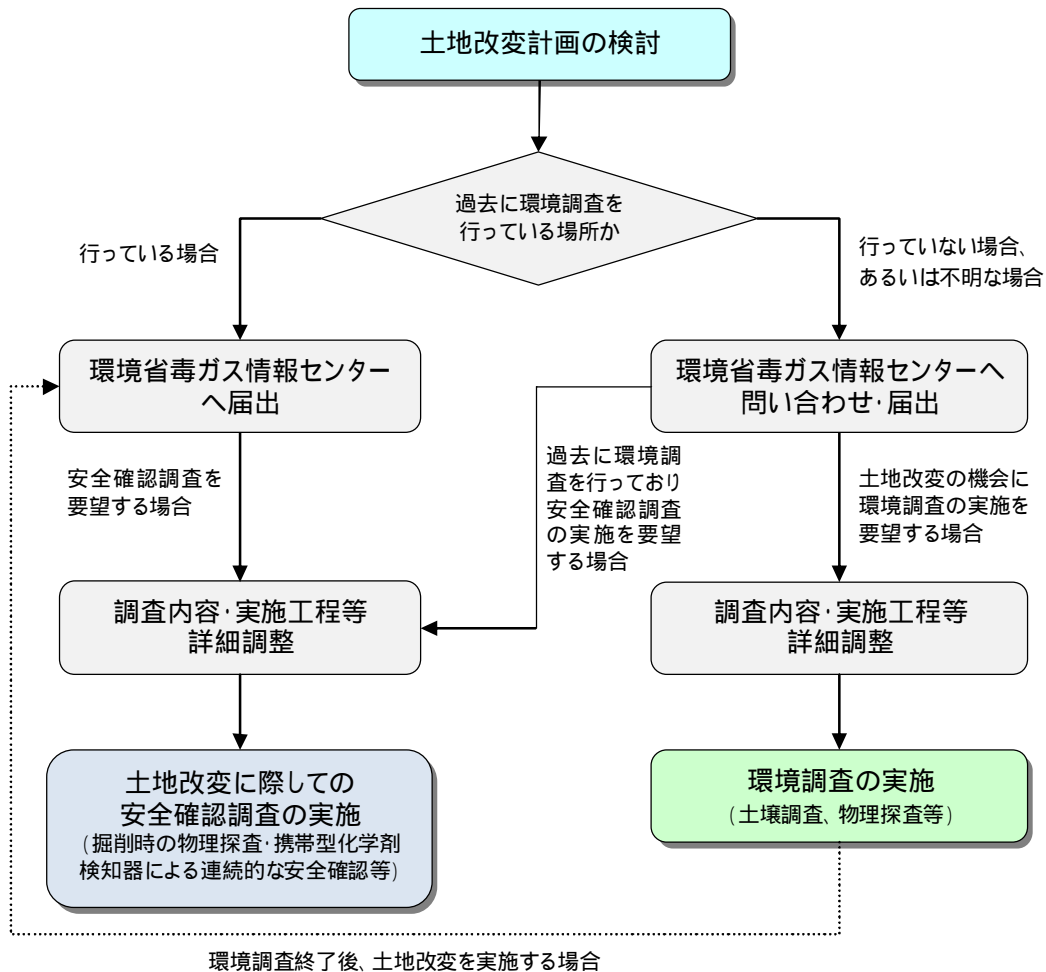 土地改変計画の検討
過去に環境調査を
行っている場所か
行っている場合
行っていない場合、
あるいは不明な場合
環境省毒ガス情報センター
へ届出
環境省毒ガス情報センターへ
問い合わせ・届出
安全確認調査を
要望する場合
過去に環境調
査を行っており
安全確認調査
の実施を要望
する場合
土地改変の機会に
環境調査の実施を
要望する場合
調査内容・実施工程等
詳細調整
調査内容・実施工程等
詳細調整
土地改変に際しての
安全確認調査の実施
(掘削時の物理探査・携帯型化学剤
検知器による連続的な安全確認等)
環境調査の実施
(土壌調査、物理探査等)
環境調査終了後、土地改変を実施する場合